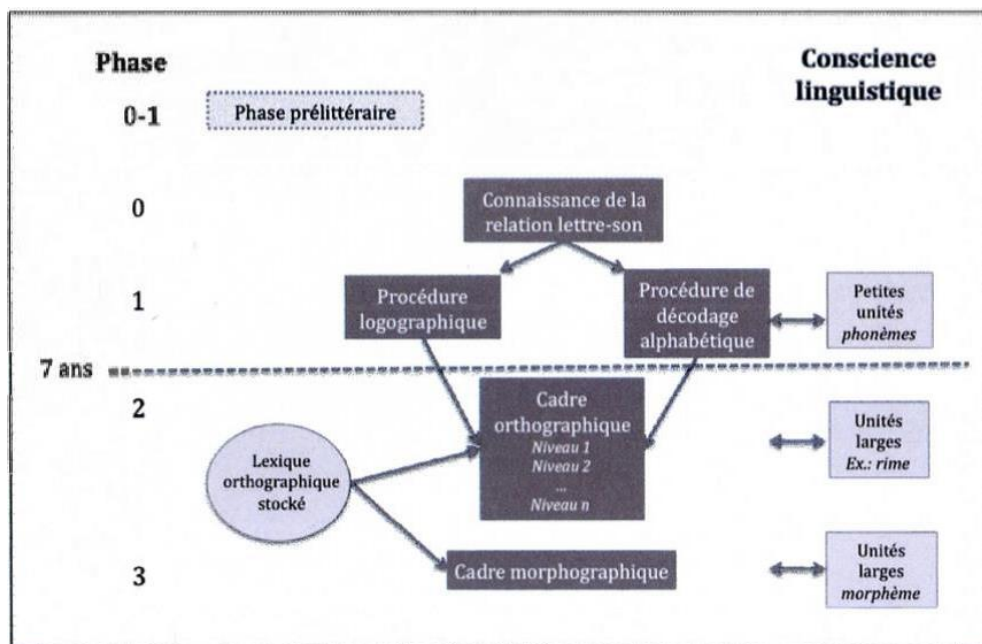 Phase
Conscience
linguistique
0-1
Phase prélittéraire
0
Connaissance de la
relation lettre-son
1
Procédure
logographique
Procédure de
décodage
alphabétique
Petites
unités
phonèmes
7 ans
2
Cadre
orthographique
Niveau 1
Niveau 2
...
Niveau n
Unités
larges
Ex.: rime
Lexique
orthographique
stocké
3
Cadre morphographique
Unités
larges
morphème